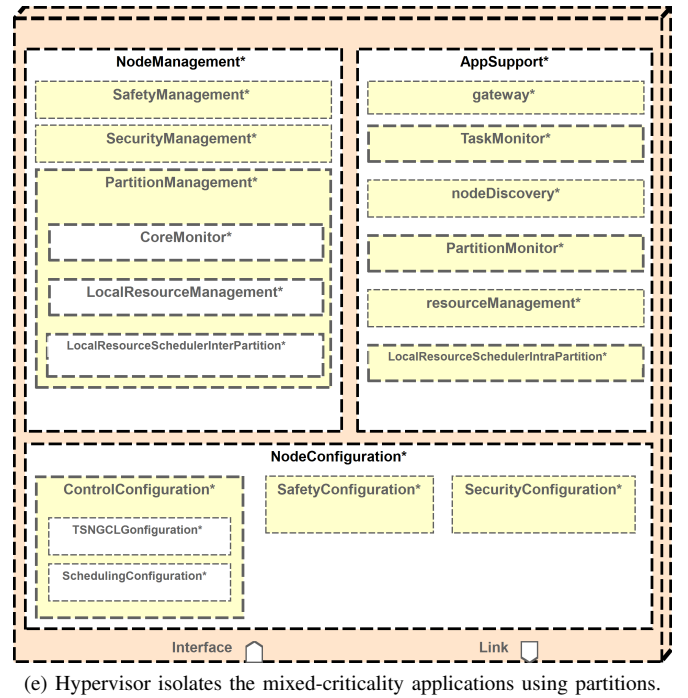 NodeManagement*
SafetyManagement*
SecurityManagement*
PartitionManagement*
CoreMonitor*
LocalResourceManagement*
LocalResourceSchedulerInterPartition*
AppSupport*
gateway*
TaskMonitor*
nodeDiscovery*
PartitionMonitor*
resourceManagement*
LocalResourceSchedulerIntraPartition*
NodeConfiguration*
ControlConfiguration*
TSNGCLGonfiguration*
SchedulingConfiguration*
SafetyConfiguration*
SecurityConfiguration*
Interface
Link
(e) Hypervisor isolates the mixed-criticality applications using partitions.